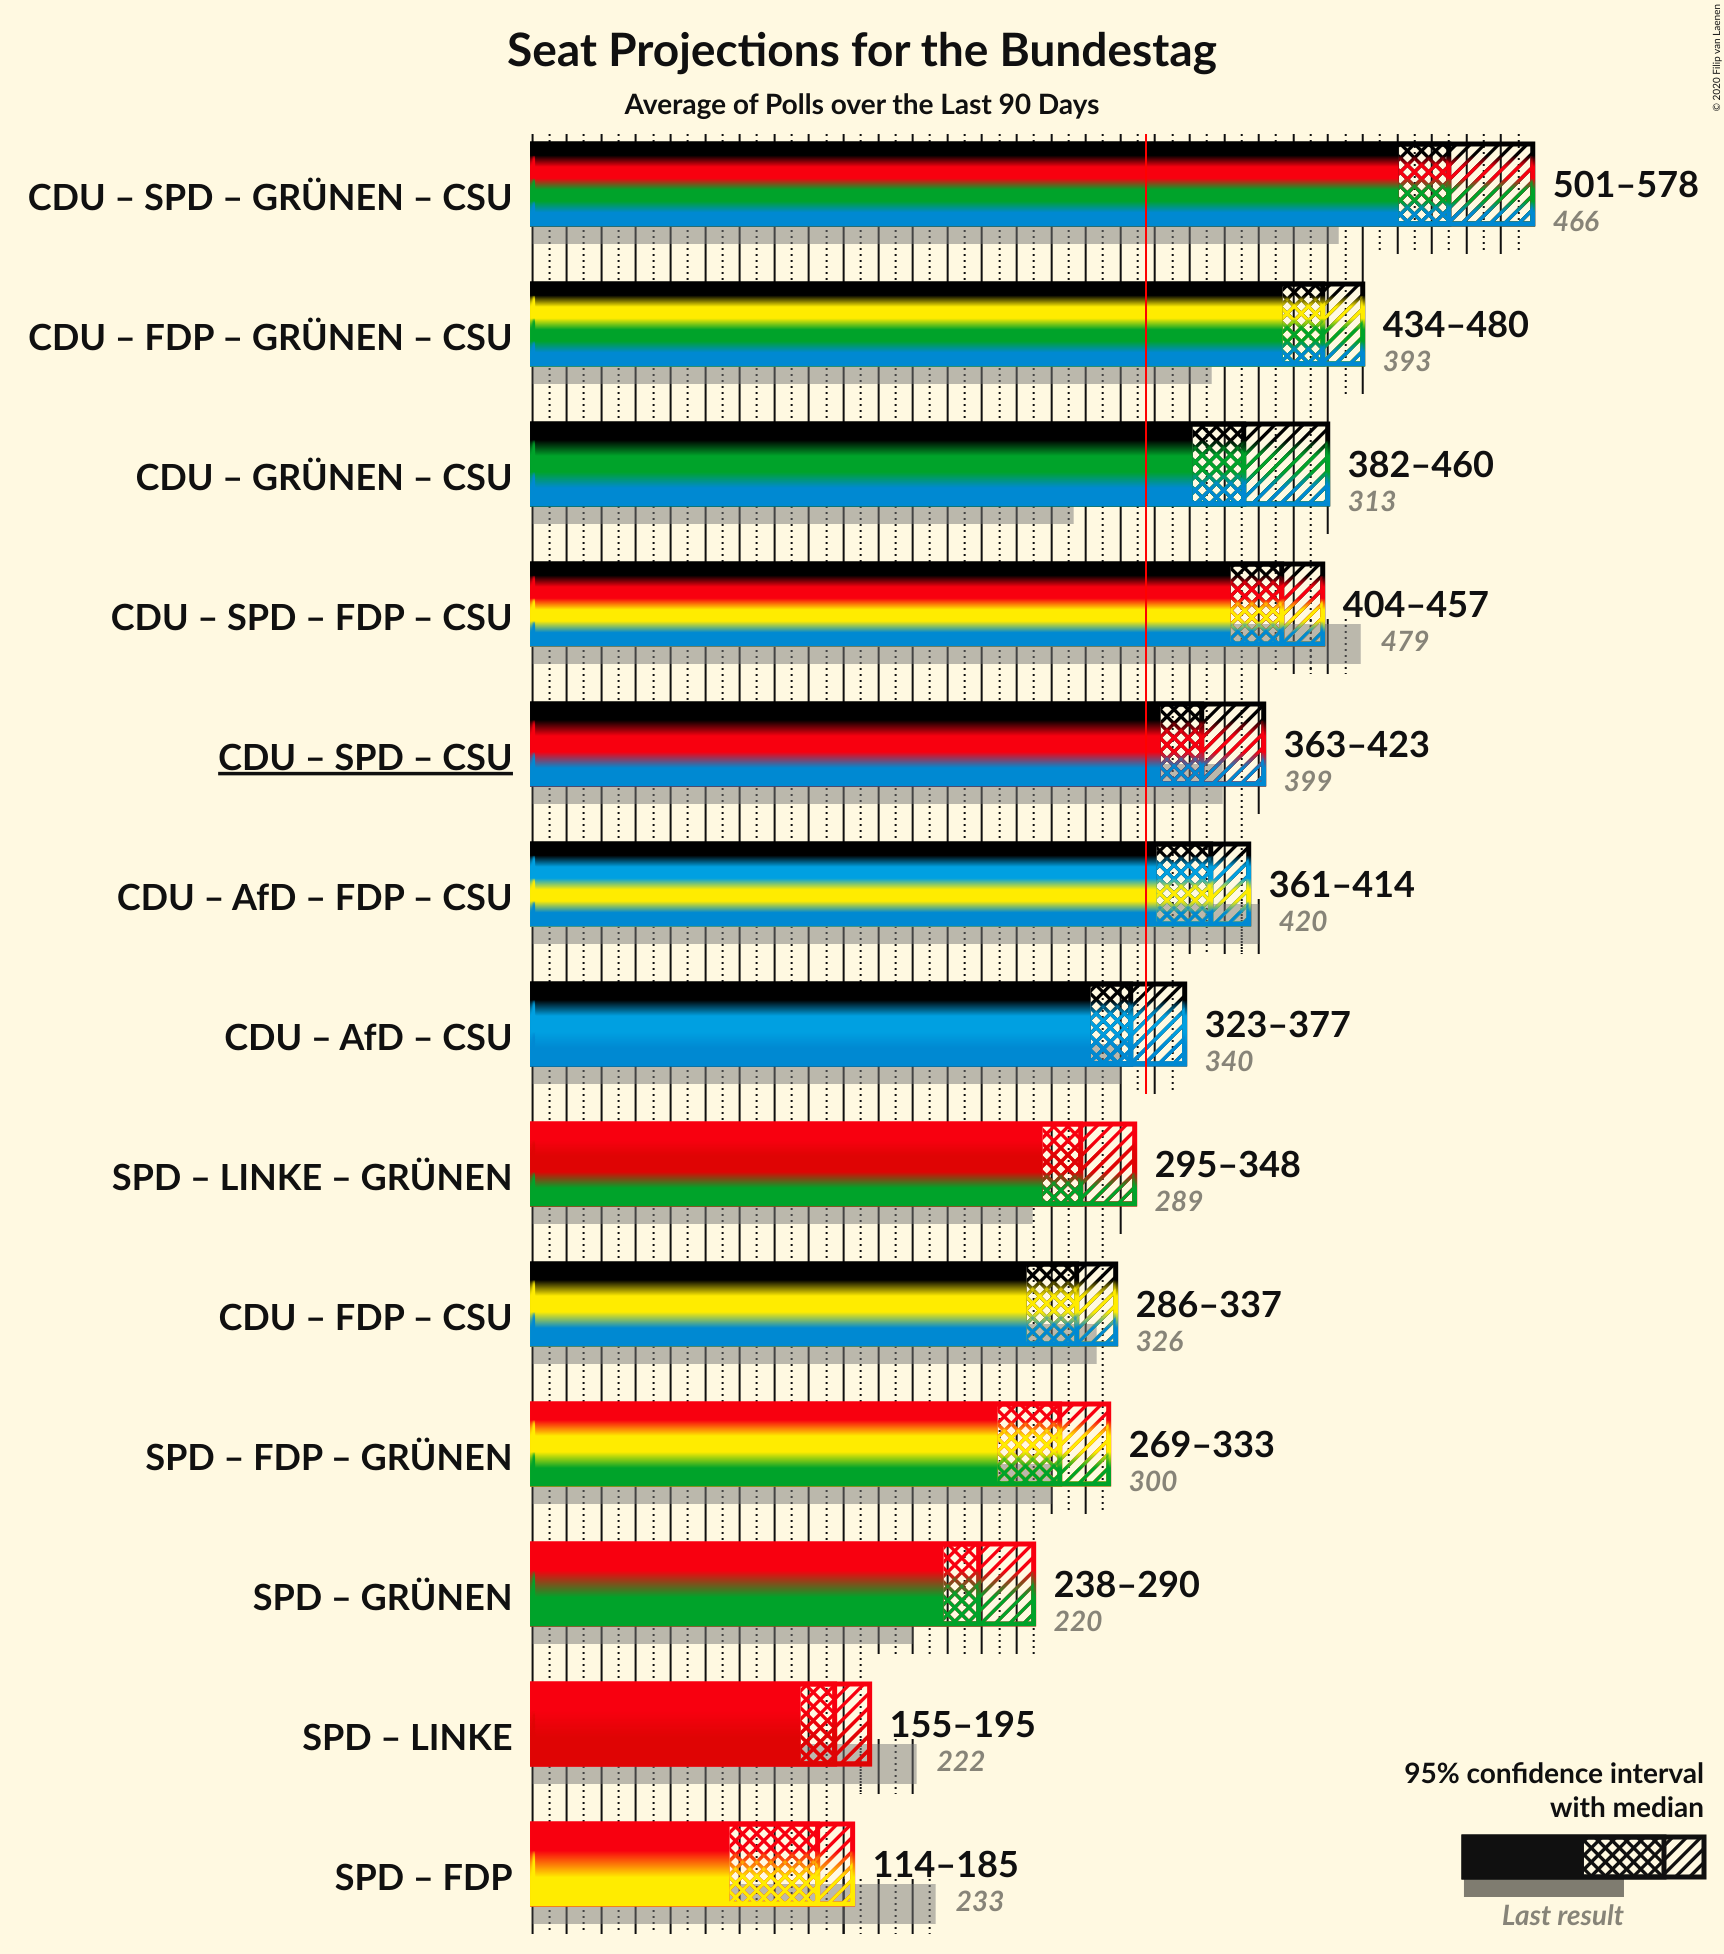 Seat Projections for the Bundestag
Average of Polls over the Last 90 Days
© 2020 Filip van Laenen
CDU – SPD – GRÜNEN – CSU
501–578
466
CDU – FDP – GRÜNEN – CSU
434–480
393
CDU – GRÜNEN – CSU
382–460
313
CDU – SPD – FDP – CSU
404–457
479
CDU – SPD – CSU
363–423
399
CDU – AfD – FDP – CSU
361–414
420
CDU – AfD – CSU
323–377
340
SPD – LINKE – GRÜNEN
295–348
289
CDU – FDP – CSU
286–337
326
SPD – FDP – GRÜNEN
269–333
300
SPD – GRÜNEN
238–290
220
SPD – LINKE
155–195
222
SPD – FDP
114–185
233
95% confidence interval
with median
Last result